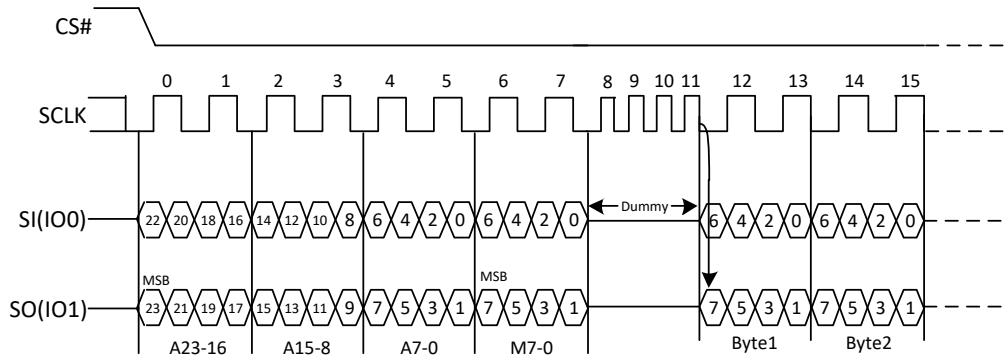 CS#
0 1 2 3 4 5 6 7 8 9 10 11 12 13 14 15
SCLK
SI(IO0) 22 20 18 16 14 12 10 8 6 4 2 0 6 4 2 0 Dummy 6 4 2 0 6 4 2 0
MSB MSB
SO(IO1) 23 21 19 17 15 13 11 9 7 5 3 1 7 5 3 1 7 5 3 1 7 5 3 1
A23-16 A15-8 A7-0 M7-0 Byte1 Byte2